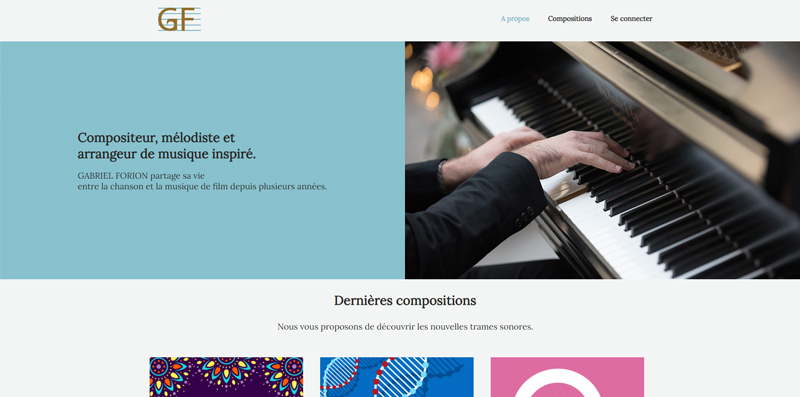 GF
A propos
Compositions
Se connecter
Compositeur, mélodiste et
arrangeur de musique inspiré.
GABRIEL FORION partage sa vie
entre la chanson et la musique de film depuis plusieurs années.
Dernières compositions
Nous vous proposons de découvrir les nouvelles trames sonores.